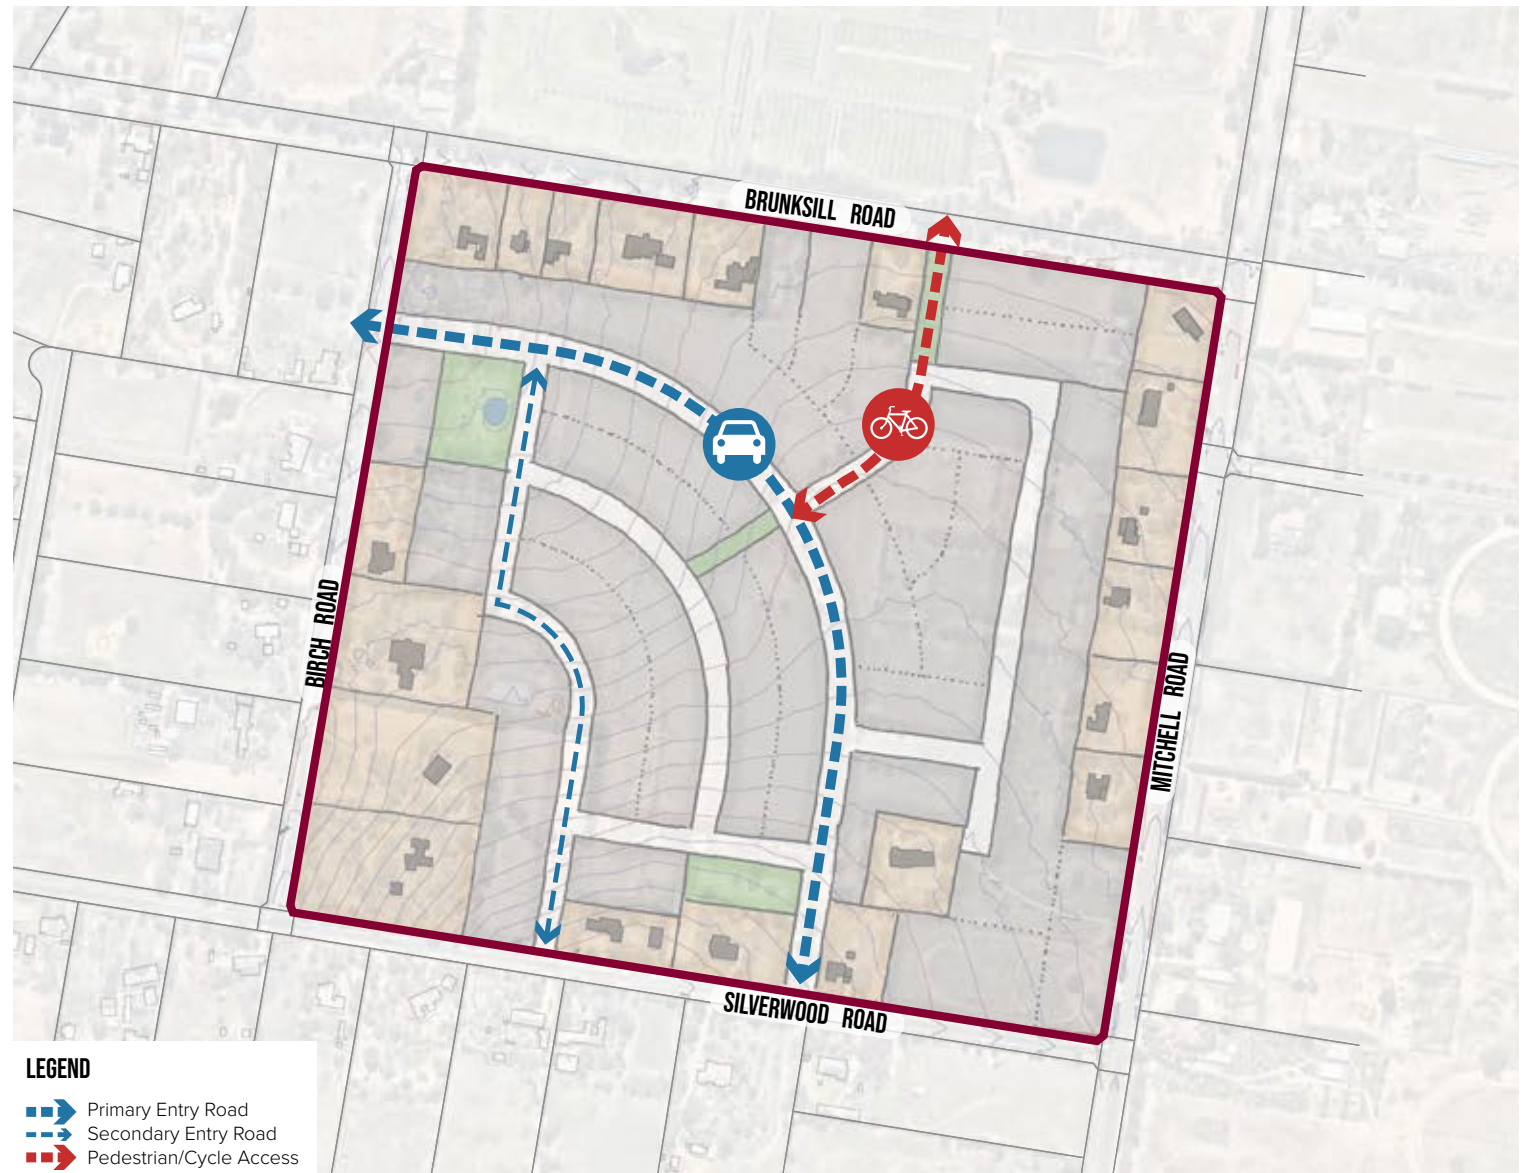 BRUNKSILL ROAD
BIRCH ROAD
MITCHELL ROAD
SILVERWOOD ROAD
LEGEND
Primary Entry Road
Secondary Entry Road
Pedestrian/Cycle Access